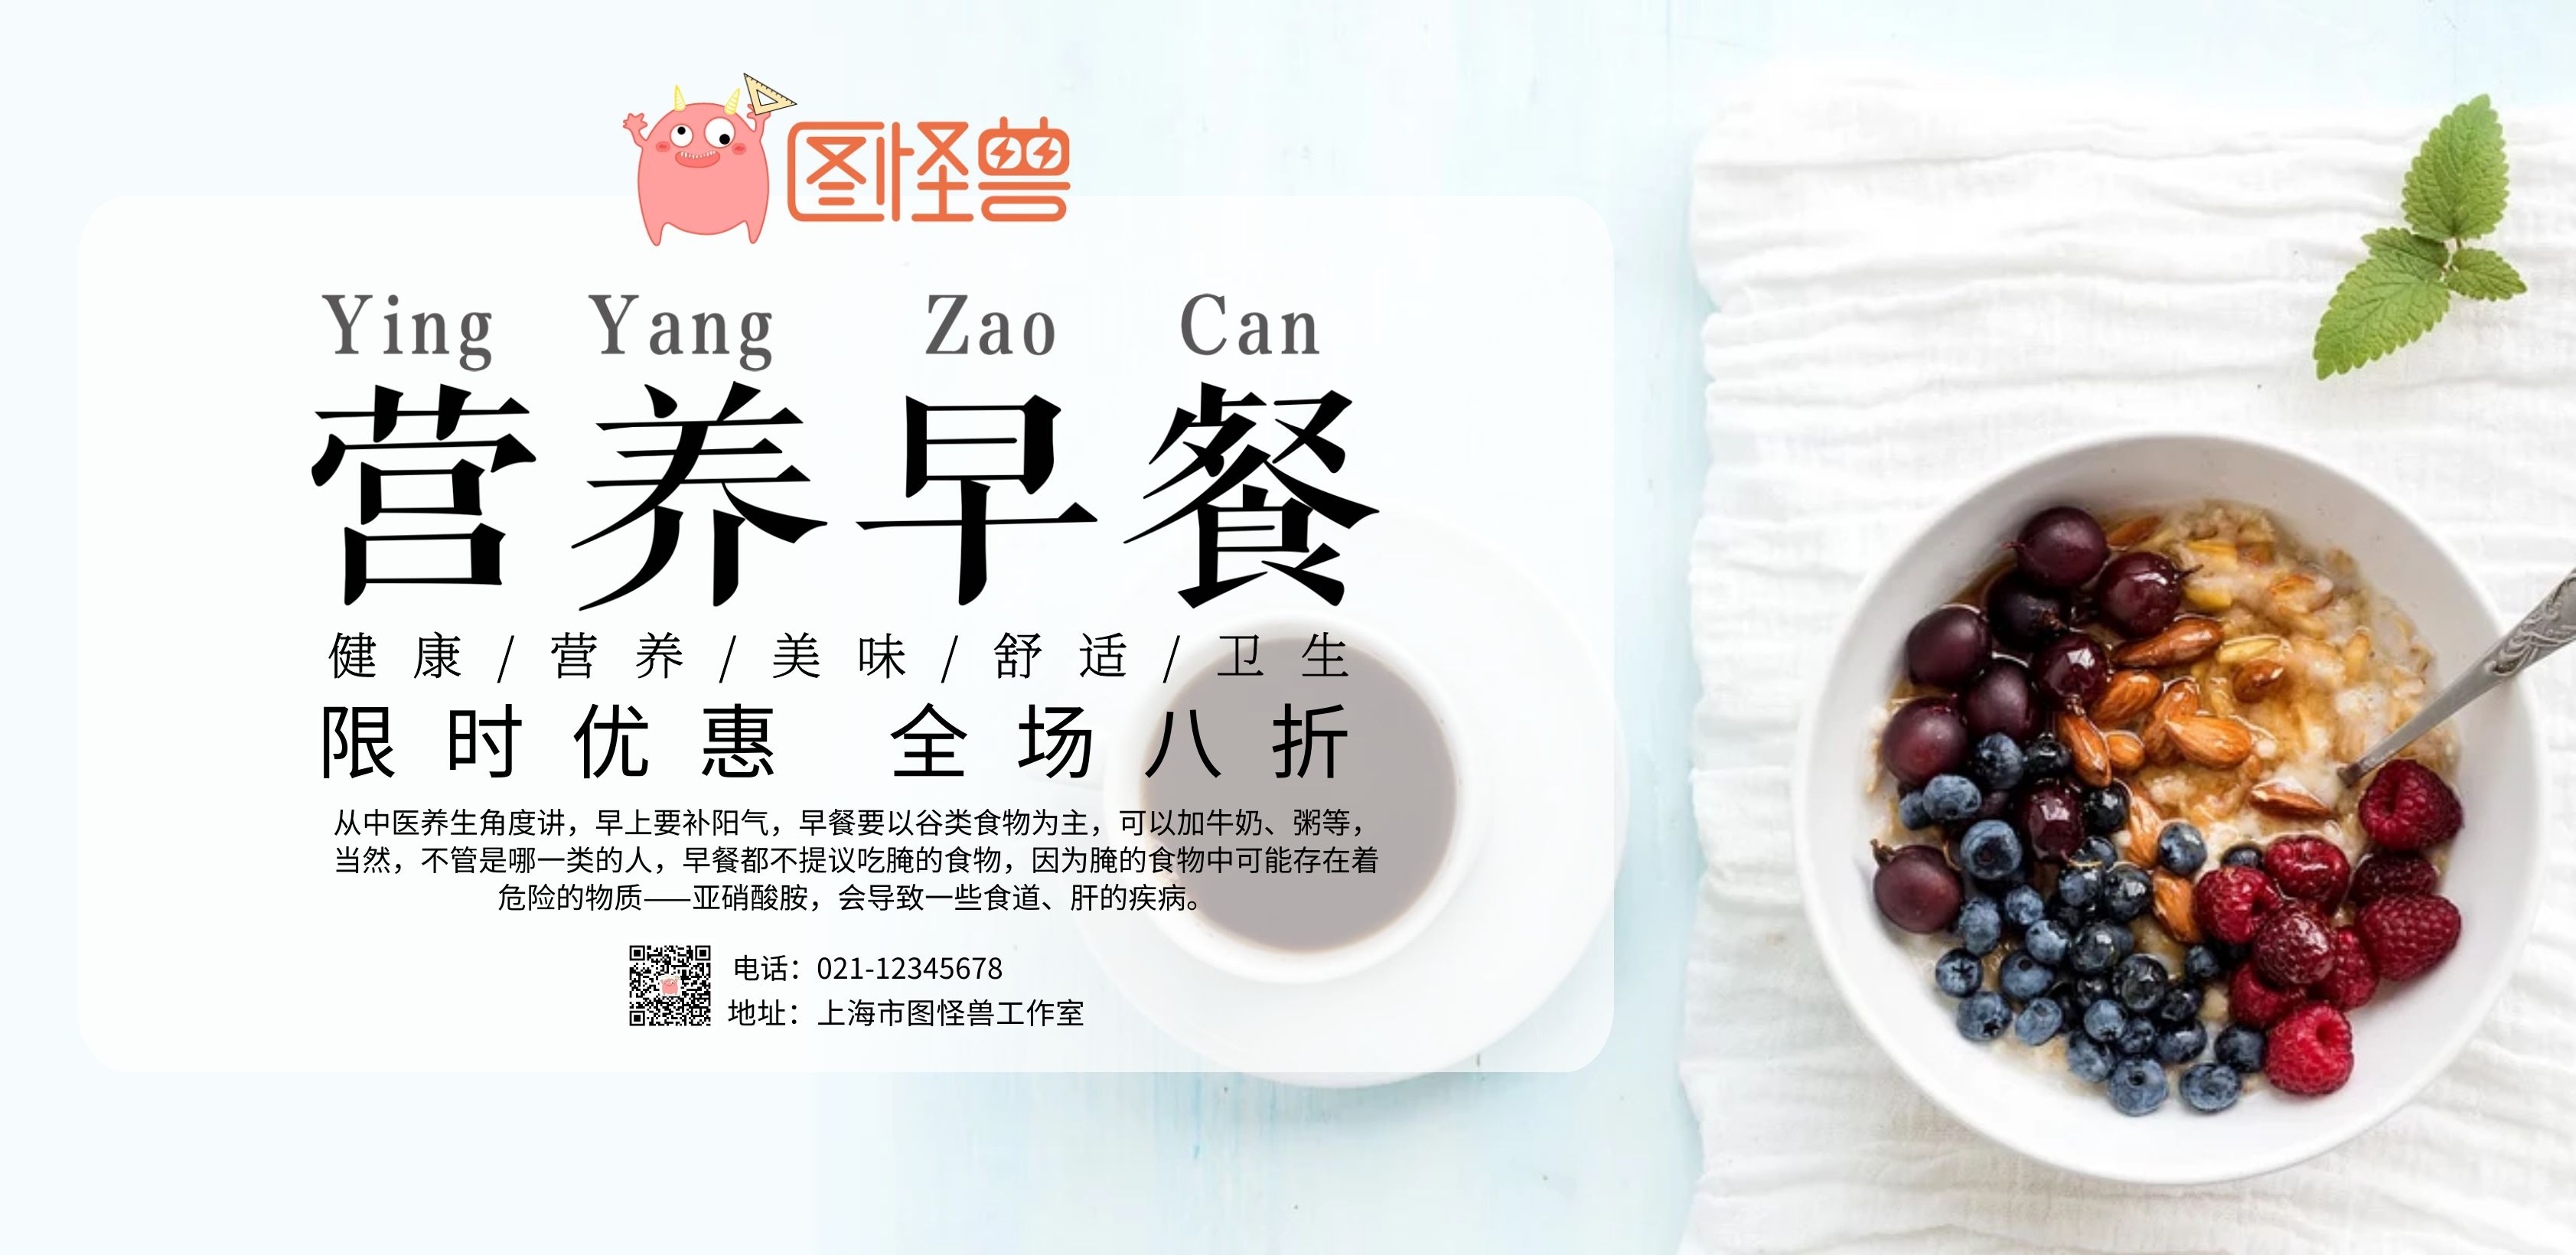 图怪兽
Ying Yang Zao Can
营养早餐
健康/营养/美味/舒适/卫生
限时优惠 全场八折
从中医养生角度讲，早上要补阳气，早餐要以谷类食物为主，可以加牛奶、粥等，
当然，不管是哪一类的人，早餐都不提议吃腌的食物，因为腌的食物中可能存在着
危险的物质——亚硝酸胺，会导致一些食道、肝的疾病。
电话：021-12345678
地址：上海市图怪兽工作室